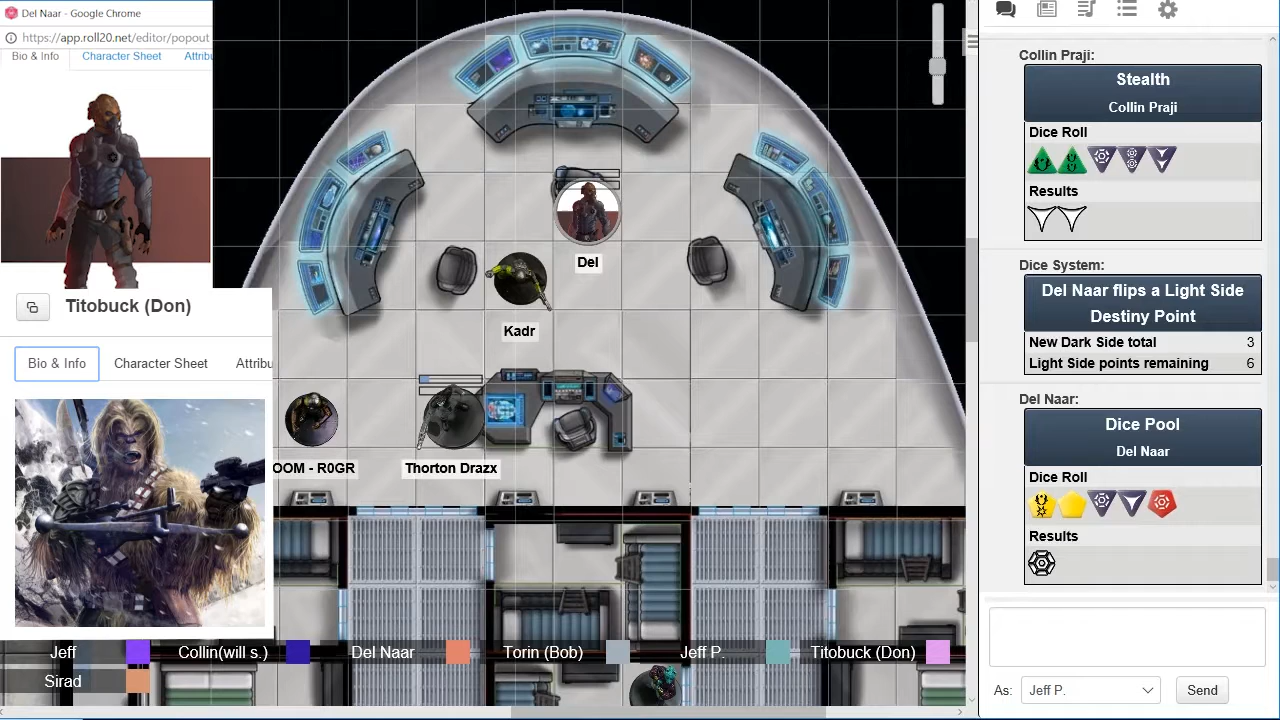 Del Naar - Google Chrome
https://app.roll20.net/editor/popout
Bio & Info
Character Sheet
Attribu
Titobuck (Don)
Bio & Info
Character Sheet
Attribu
Del
Kadr
OOM - R0GR
Thorton Drazx
Jeff
Collin(will s.)
Del Naar
Torin (Bob)
Jeff P.
Titobuck (Don)
Sirad
Collin Praji:
Stealth
Collin Praji
Dice Roll
Results
Dice System:
Del Naar flips a Light Side
Destiny Point
New Dark Side total 3
Light Side points remaining 6
Del Naar:
Dice Pool
Del Naar
Dice Roll
Results
As:
Jeff P.
Send